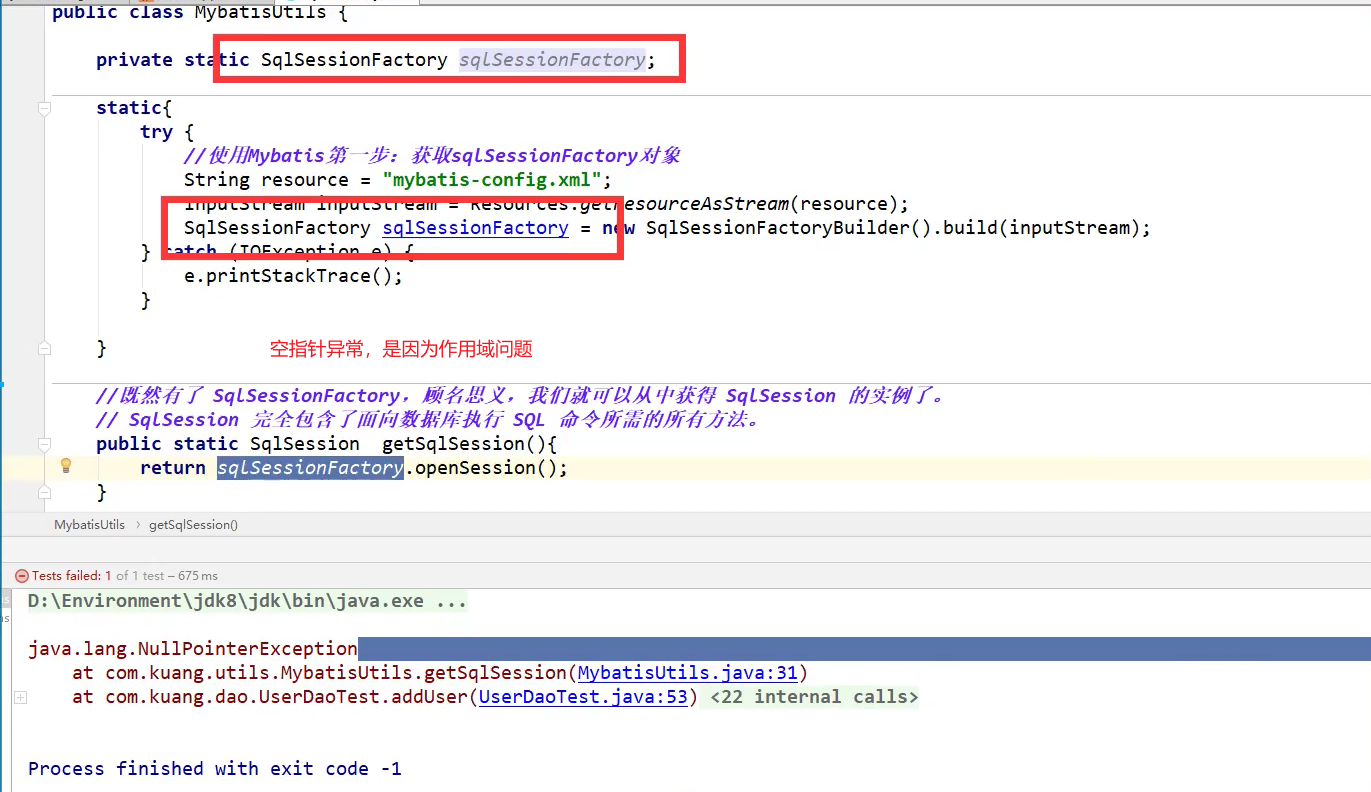 public class MybatisUtils {
private static SqlSessionFactory sqlSessionFactory;
static{
try {
//使用Mybatis第一步：获取sqlSessionFactory对象
String resource = "mybatis-config.xml";
InputStream inputStream = Resources.getResourceAsStream(resource);
SqlSessionFactory sqlSessionFactory = new SqlSessionFactoryBuilder().build(inputStream);
} catch (IOException e) {
e.printStackTrace();
}
}
空指针异常，是因为作用域问题
//既然有了 SqlSessionFactory，顾名思义，我们就可以从中获得 SqlSession 的实例了。
// SqlSession 完全包含了面向数据库执行 SQL 命令所需的所有方法。
public static SqlSession  getSqlSession(){
return sqlSessionFactory.openSession();
}
MybatisUtils › getSqlSession()
Tests failed: 1 of 1 test – 675 ms
D:\Environment\jdk8\jdk\bin\java.exe ...
java.lang.NullPointerException
at com.kuang.utils.MybatisUtils.getSqlSession(MybatisUtils.java:31)
at com.kuang.dao.UserDaoTest.addUser(UserDaoTest.java:53) <22 internal calls>
Process finished with exit code -1